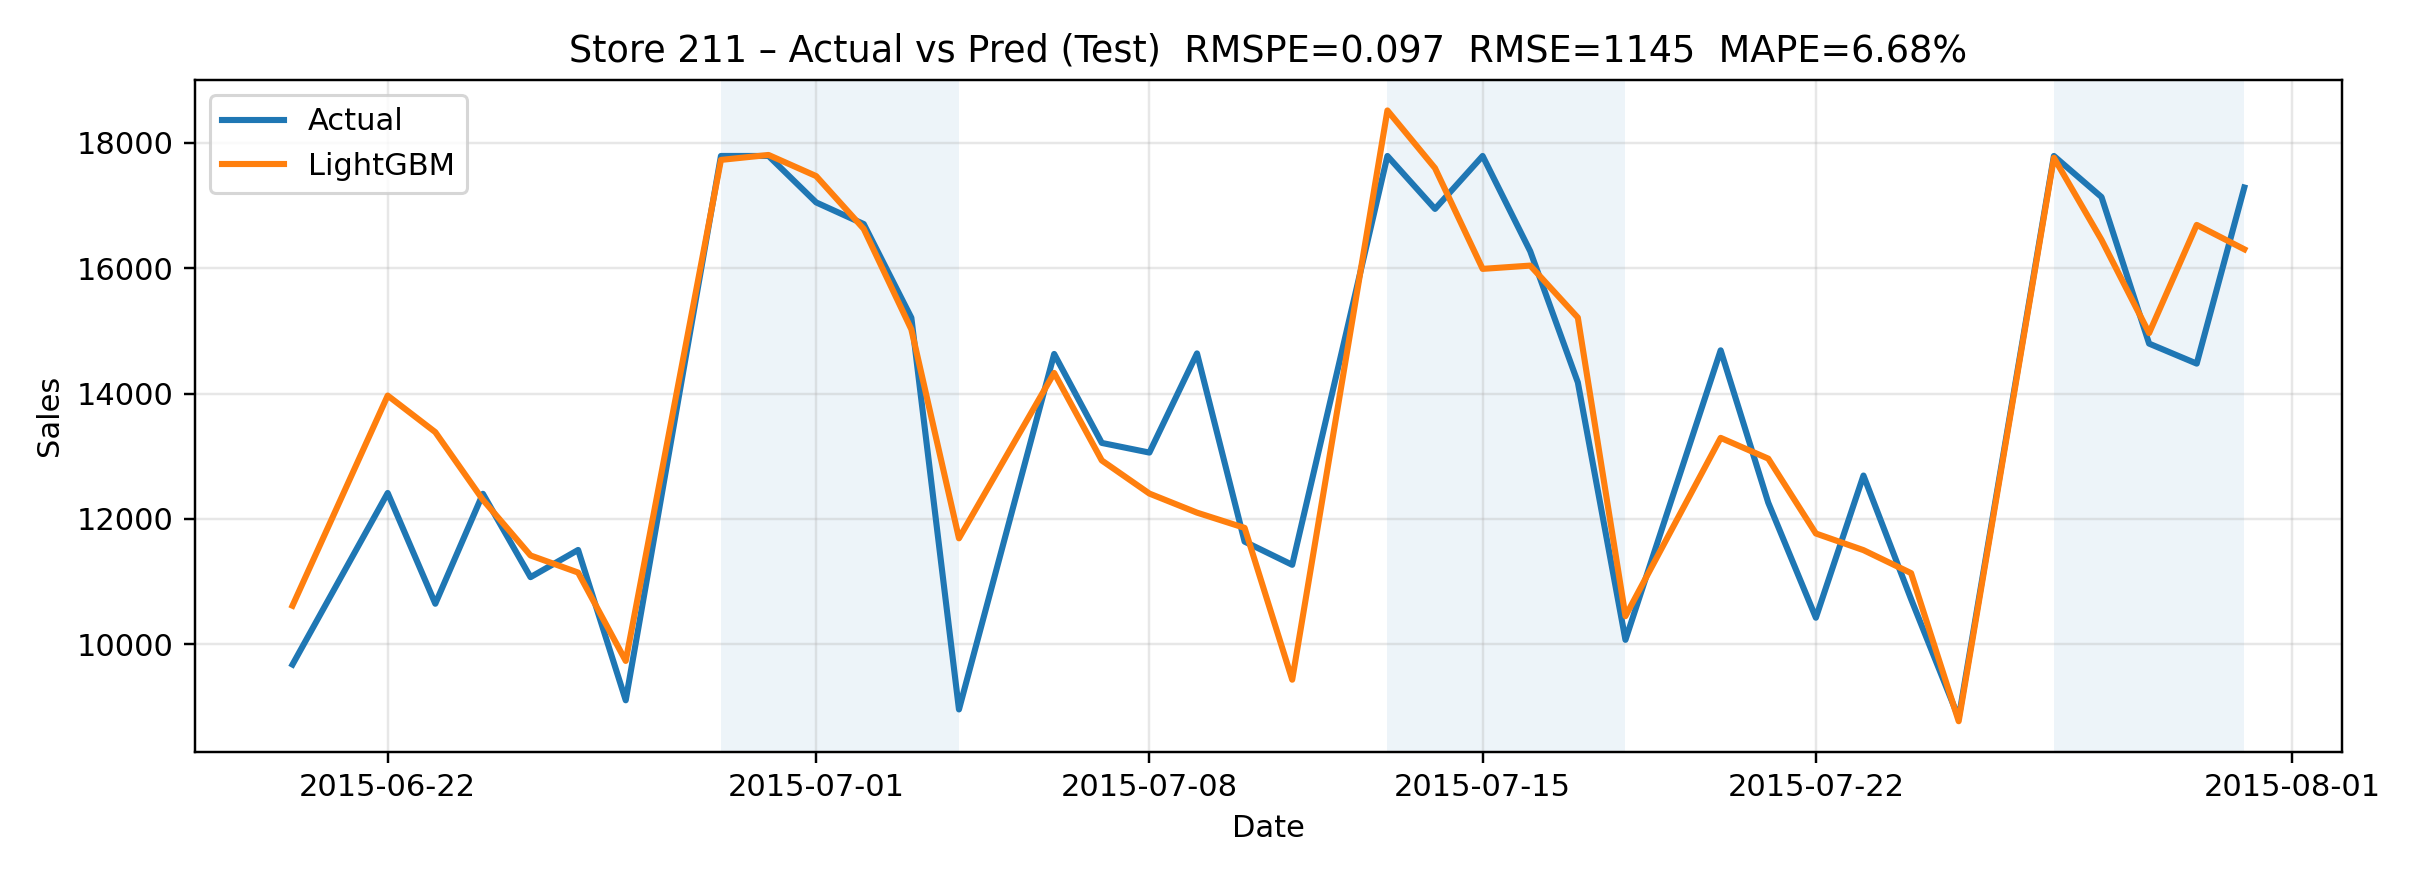 Store 211 – Actual vs Pred (Test)  RMSPE=0.097  RMSE=1145  MAPE=6.68%
Actual
LightGBM
18000
16000
14000
12000
10000
Sales
2015-06-22
2015-07-01
2015-07-08
2015-07-15
2015-07-22
2015-08-01
Date